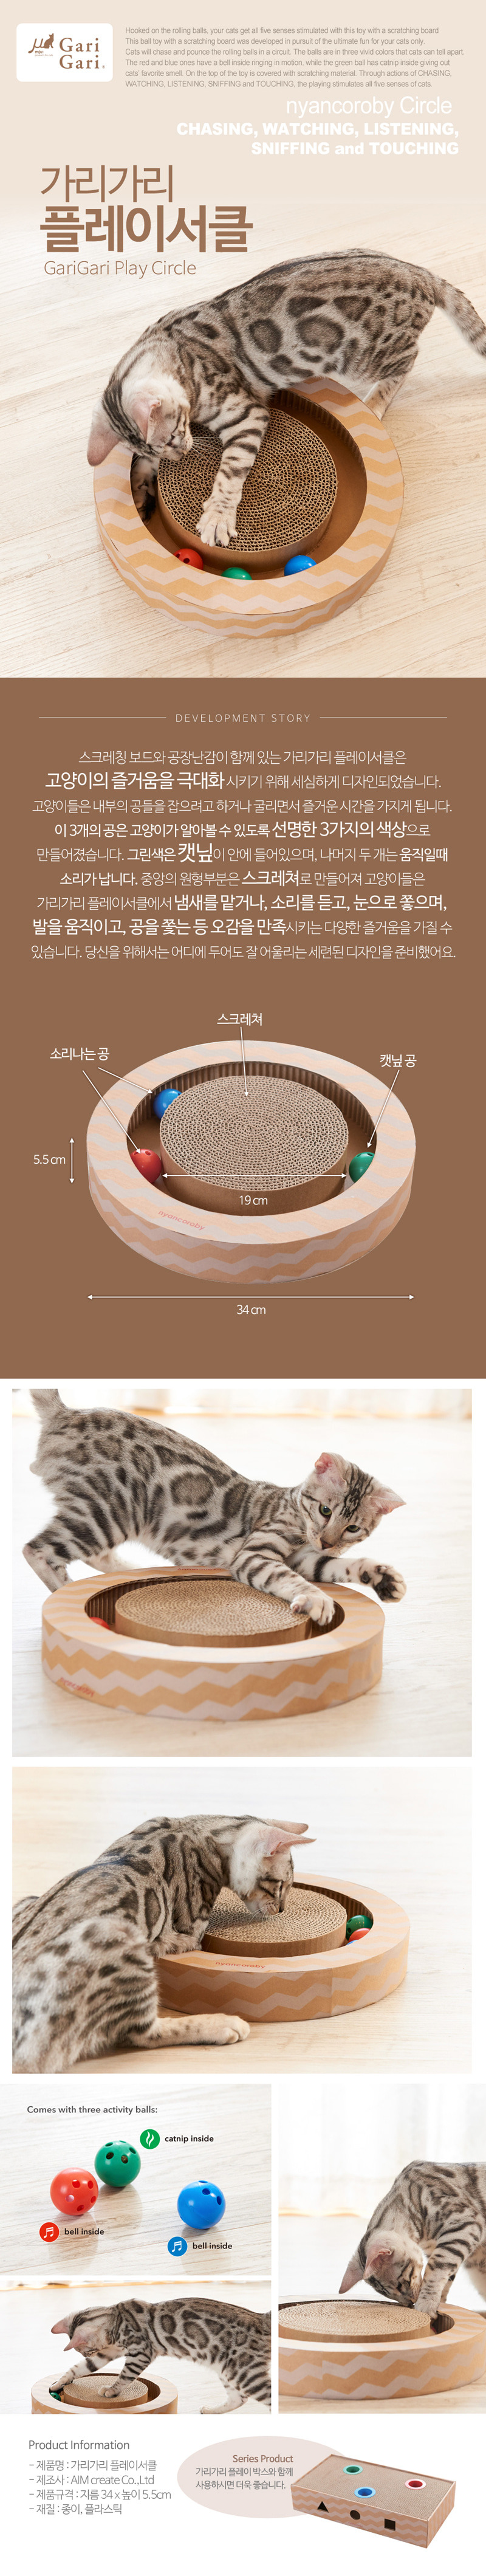 Gari
Gari®
Hooked on the rolling balls, your cats get all five senses stimulated with this toy with a scratching board
This ball toy with a scratching board was developed in pursuit of the ultimate fun for your cats only.
Cats will chase and pounce the rolling balls in a circuit. The balls are in three vivid colors that cats can tell apart.
The red and blue ones have a bell inside ringing in motion, while the green ball has catnip inside giving out
cats' favorite smell. On the top of the toy is covered with scratching material. Through actions of CHASING,
WATCHING, LISTENING, SNIFFING and TOUCHING, the playing stimulates all five senses of cats.
nyancoroby Circle
CHASING, WATCHING, LISTENING,
SNIFFING and TOUCHING
가리가리
플레이서클
GariGari Play Circle
DEVELOPMENT STORY
스크레칭 보드와 공장난감이 함께 있는 가리가리 플레이서클은
고양이의 즐거움을 극대화 시키기 위해 세심하게 디자인되었습니다.
고양이들은 내부의 공들을 잡으려고 하거나 굴리면서 즐거운 시간을 가지게 됩니다.
이 3개의 공은 고양이가 알아볼 수 있도록 선명한 3가지의 색상으로
만들어졌습니다. 그린색은 캣닢이 안에 들어있으며, 나머지 두 개는 움직일때
소리가 납니다. 중앙의 원형부분은 스크레쳐로 만들어져 고양이들은
가리가리 플레이서클에서 냄새를 맡거나, 소리를 듣고, 눈으로 쫓으며,
발을 움직이고, 공을 쫓는 등 오감을 만족시키는 다양한 즐거움을 가질 수
있습니다. 당신을 위해서는 어디에 두어도 잘 어울리는 세련된 디자인을 준비했어요.
스크레쳐
소리나는 공
캣닢 공
5.5 cm
19 cm
nyancoroby
34 cm
nyancoroby
Comes with three activity balls:
catnip inside
bell inside
bell inside
Product Information
- 제품명 : 가리가리 플레이서클
- 제조사 : AIM create Co.,Ltd
- 제품규격 : 지름 34 x 높이 5.5cm
- 재질 : 종이, 플라스틱
Series Product
가리가리 플레이 박스와 함께
사용하시면 더욱 좋습니다.